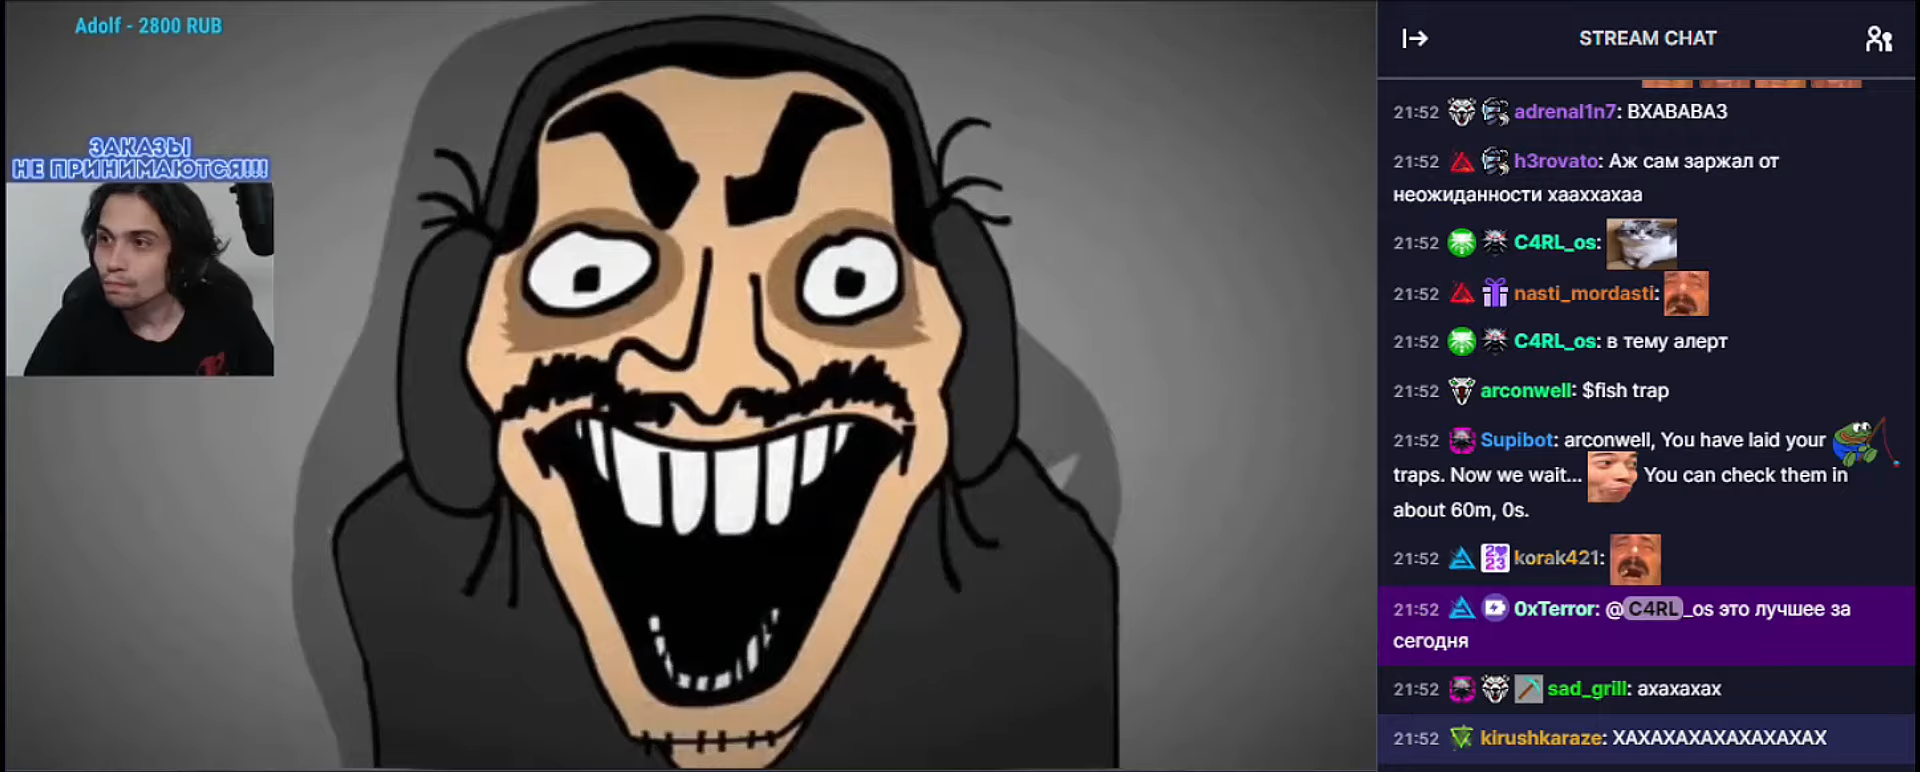 Adolf - 2800 RUB
ЗАКАЗЫ
НЕ ПРИНИМАЮТСЯ!!!
STREAM CHAT
21:52 adrenal1n7: ВХАВАВАЗ
21:52 h3rovato: Аж сам заржал от
неожиданности хааххахаа
21:52 C4RL_os:
21:52 nasti_mordasti:
21:52 C4RL_os: в тему алерт
21:52 arconwell: $fish trap
21:52 Supibot: arconwell, You have laid your
traps. Now we wait... You can check them in
about 60m, 0s.
21:52 2023 korak421:
21:52 0xTerror: @C4RL_os это лучшее за
сегодня
21:52 sad_grill: ахахахах
21:52 kirushkaraze: ХАХАХАХАХАХАХАХАХ